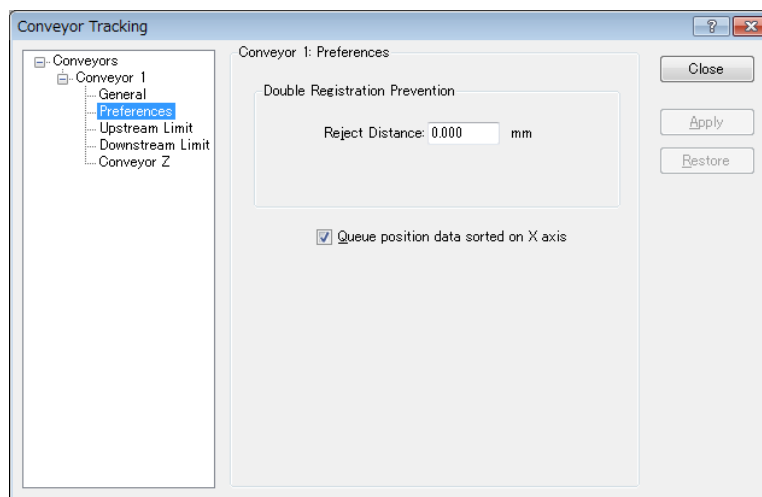 Conveyor Tracking
Conveyors
Conveyor 1
General
Preferences
Upstream Limit
Downstream Limit
Conveyor Z
Conveyor 1: Preferences
Double Registration Prevention
Reject Distance: 0.000 mm
Queue position data sorted on X axis
Close
Apply
Restore